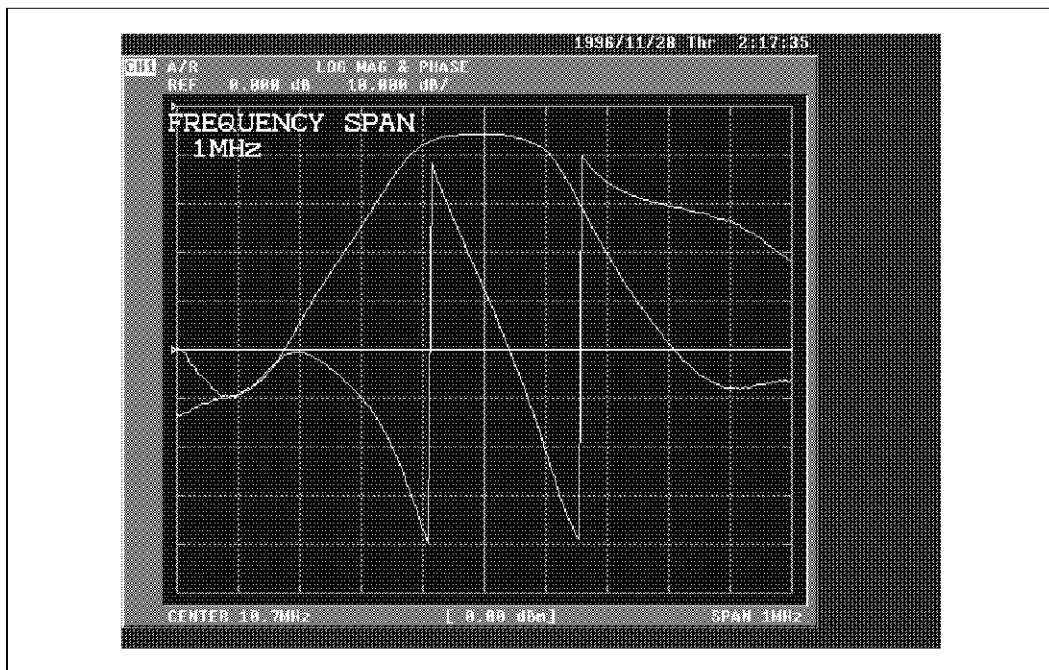 1996/11/28 Thr 2:17:35
CH1 A/R LOG MAG & PHASE
REF 0.000 dB 10.000 dB/
FREQUENCY SPAN
1MHz
CENTER 10.7MHz [ 0.00 dBm] SPAN 1MHz